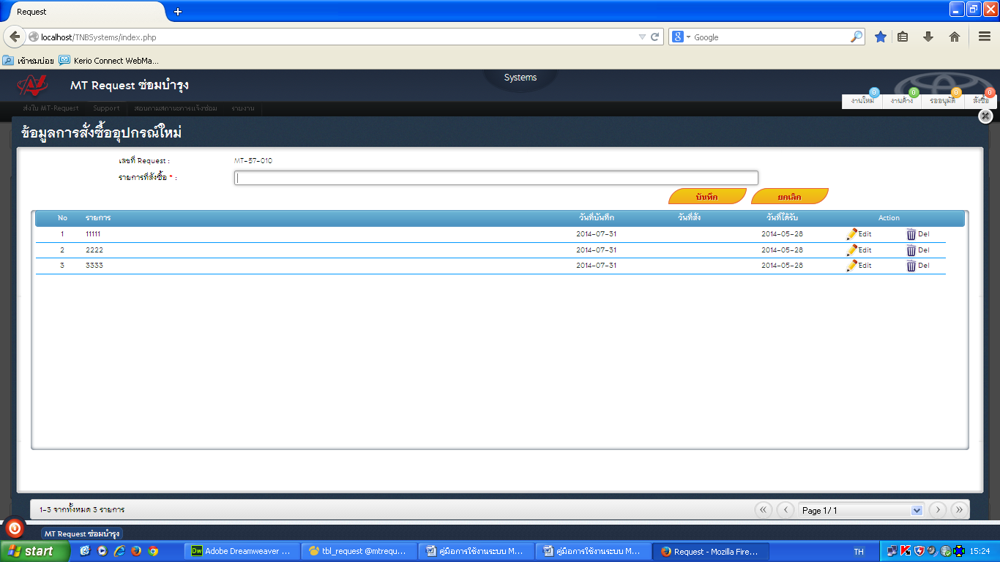 Request
localhost/TNBSystems/index.php
Google
เข้าชมบ่อย Kerio Connect WebMa...
MT Request ซ่อมบำรุง
Systems
ส่งใบ MT-Request Support สอบถามสถานะการแจ้งซ่อม รายงาน
0 0 0 0
งานใหม่ งานค้าง รออนุมัติ สั่งซื้อ
ข้อมูลการสั่งซื้ออุปกรณ์ใหม่
เลขที่ Request : MT-57-010
รายการที่สั่งซื้อ * :
บันทึก ยกเลิก
No รายการ วันที่บันทึก วันที่สั่ง วันที่ได้รับ Action
1 11111 2014-07-31 2014-05-28 Edit Del
2 2222 2014-07-31 2014-05-28 Edit Del
3 3333 2014-07-31 2014-05-28 Edit Del
1-3 จากทั้งหมด 3 รายการ
Page 1/ 1
MT Request ซ่อมบำรุง
start
Adobe Dreamweaver ...
tbl_request @mtrequ...
คู่มือการใช้งานระบบ M...
คู่มือการใช้งานระบบ M...
Request - Mozilla Fire...
TH
15:24